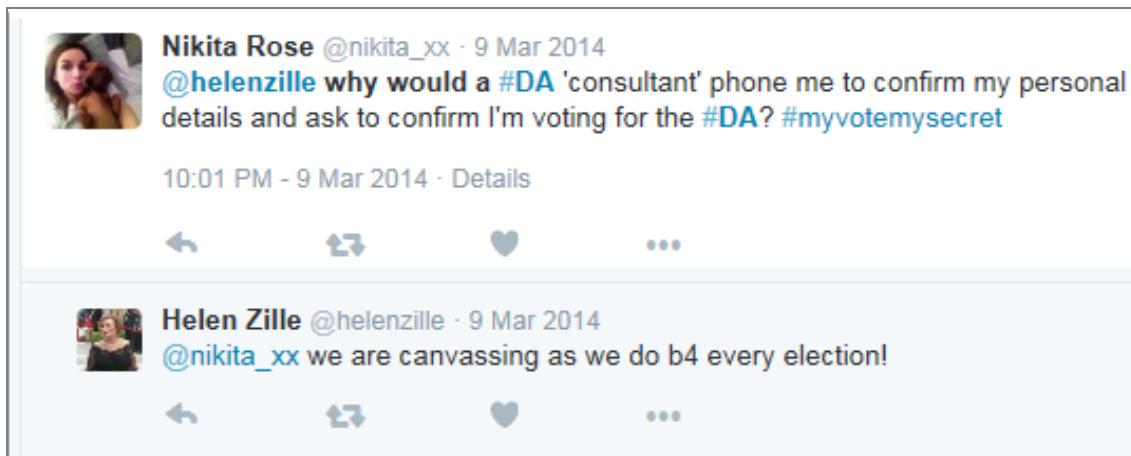 Nikita Rose @nikita_xx · 9 Mar 2014
@helenzille why would a #DA 'consultant' phone me to confirm my personal
details and ask to confirm I'm voting for the #DA? #myvotemysecret
10:01 PM - 9 Mar 2014 · Details
Helen Zille @helenzille · 9 Mar 2014
@nikita_xx we are canvassing as we do b4 every election!